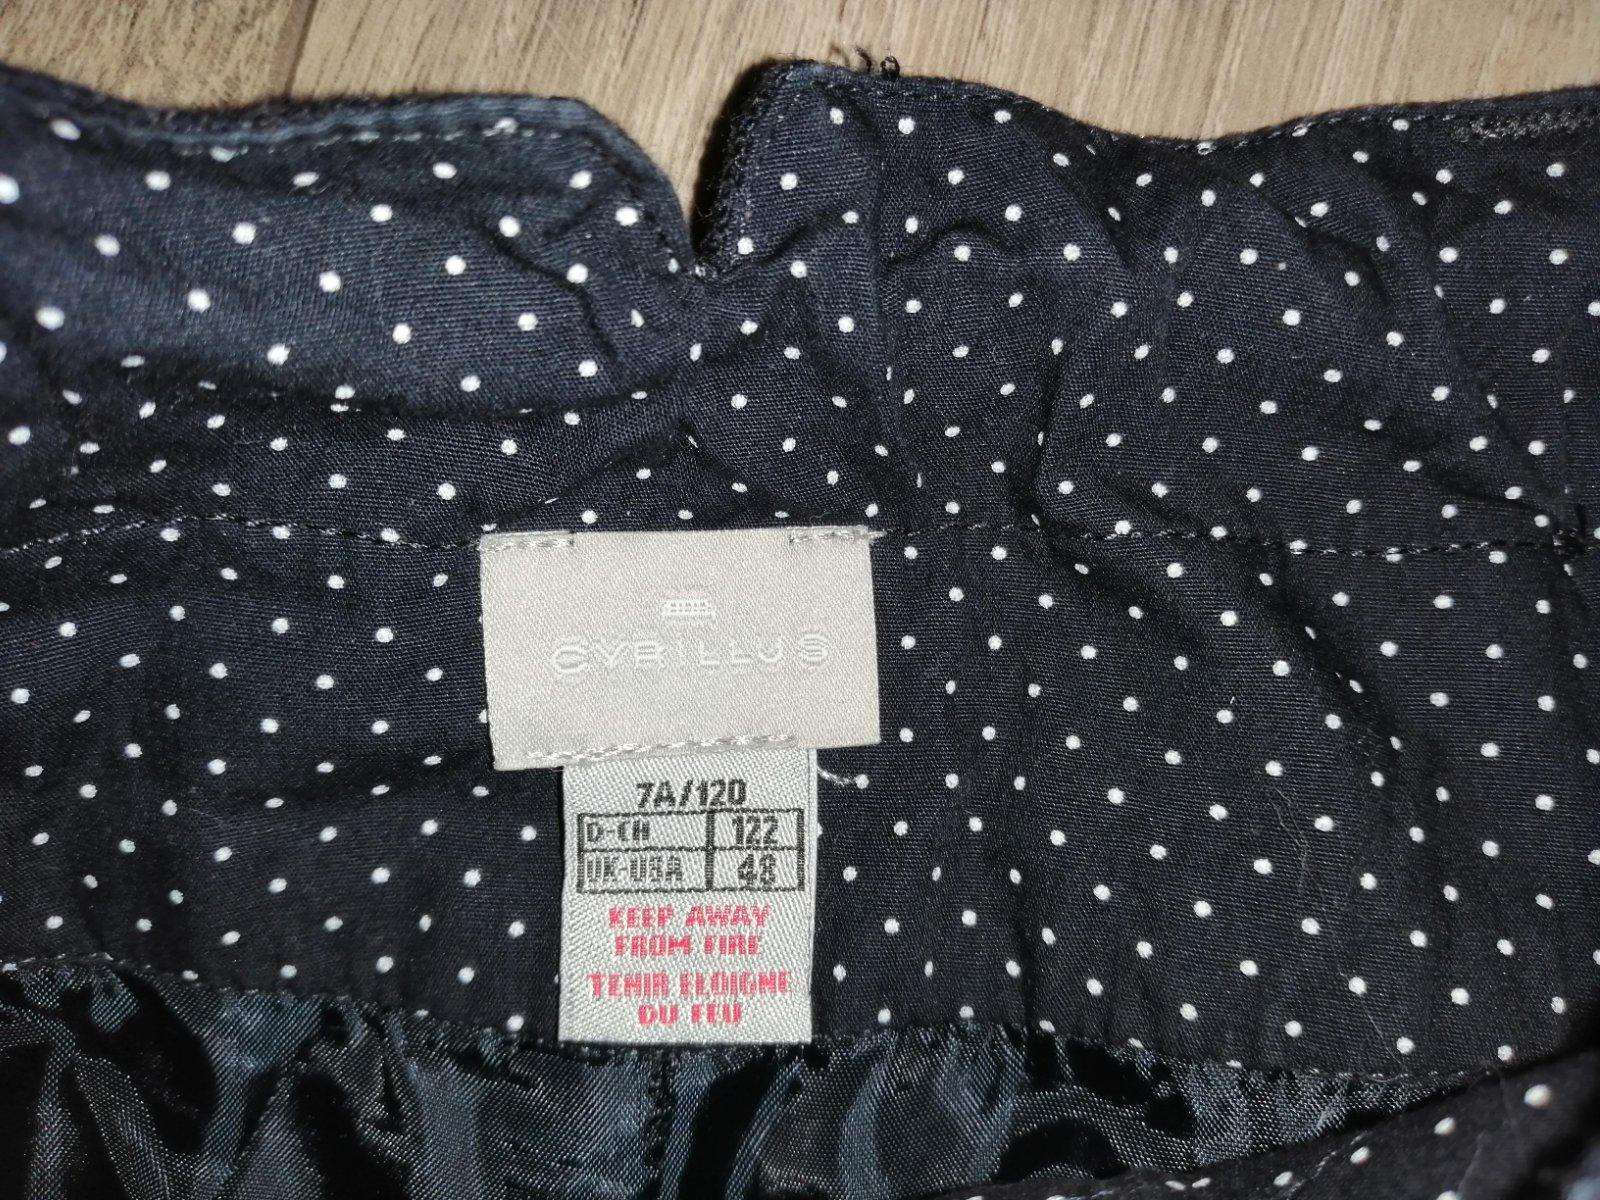 CYRILLUS
7A/120
D-CH 122
UK-USA 48
KEEP AWAY
FROM FIRE
TENIR ELOIGNE
DU FEU